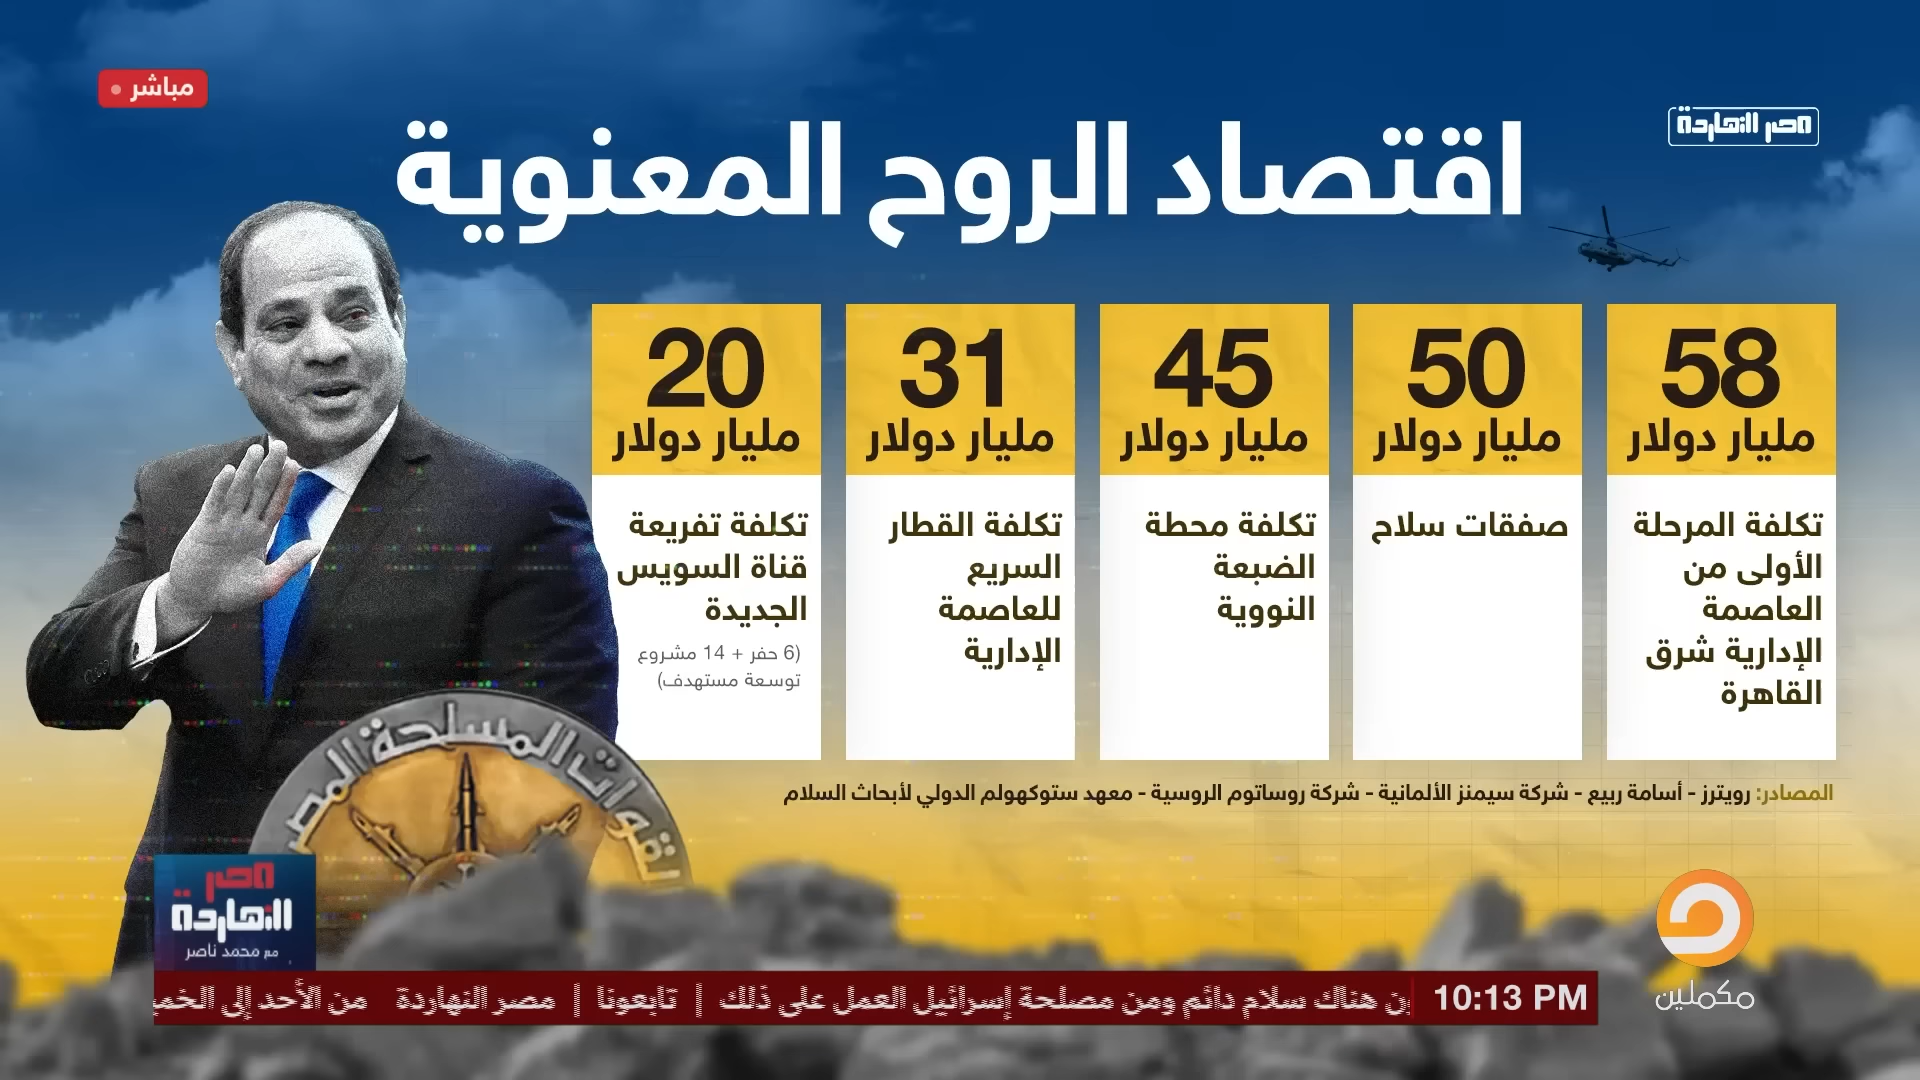 مباشر
مصر النهاردة
اقتصاد الروح المعنوية
58
مليار دولار
تكلفة المرحلة
الأولى من
العاصمة
الإدارية شرق
القاهرة
50
مليار دولار
صفقات سلاح
45
مليار دولار
تكلفة محطة
الضبعة
النووية
31
مليار دولار
تكلفة القطار
السريع
للعاصمة
الإدارية
20
مليار دولار
تكلفة تفريعة
قناة السويس
الجديدة
(6 حفر + 14 مشروع
توسعة مستهدف)
المصادر: رويترز - أسامة ربيع - شركة سيمنز الألمانية - شركة روساتوم الروسية - معهد ستوكهولم الدولي لأبحاث السلام
القوات المسلحة
مصر
النهاردة
مع محمد ناصر
مكملين
10:13 PM
هناك سلام دائم ومن مصلحة إسرائيل العمل على ذلك | تابعونا | مصر النهاردة من الأحد إلى